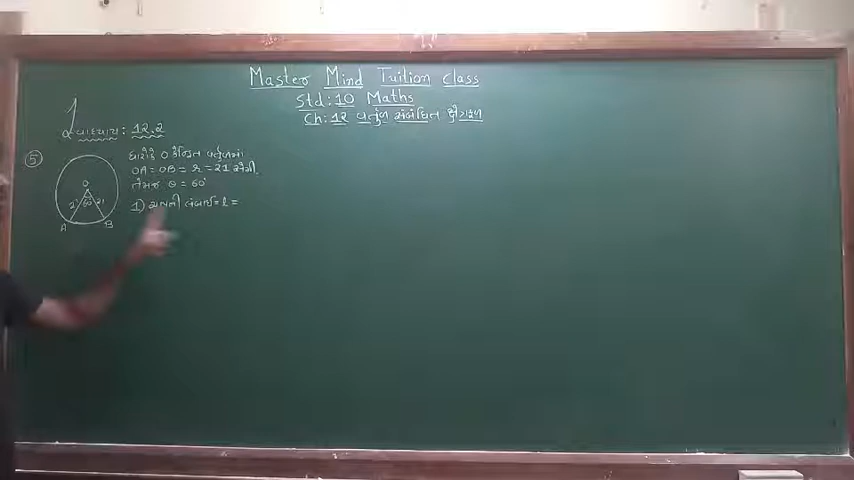 Master Mind Tuition class
Std:10 Maths
Ch: 12 વર્તુળ સંબંધિત ક્ષેત્રફળ
સ્વાધ્યાય: 12.2
5
ધારોકે O કેન્દ્રિત વર્તુળમાં
OA = OB = r = 21 સેમી.
તેમજ θ = 60°
1) ચાપની લંબાઈ = l =
O
21 60 21
A B